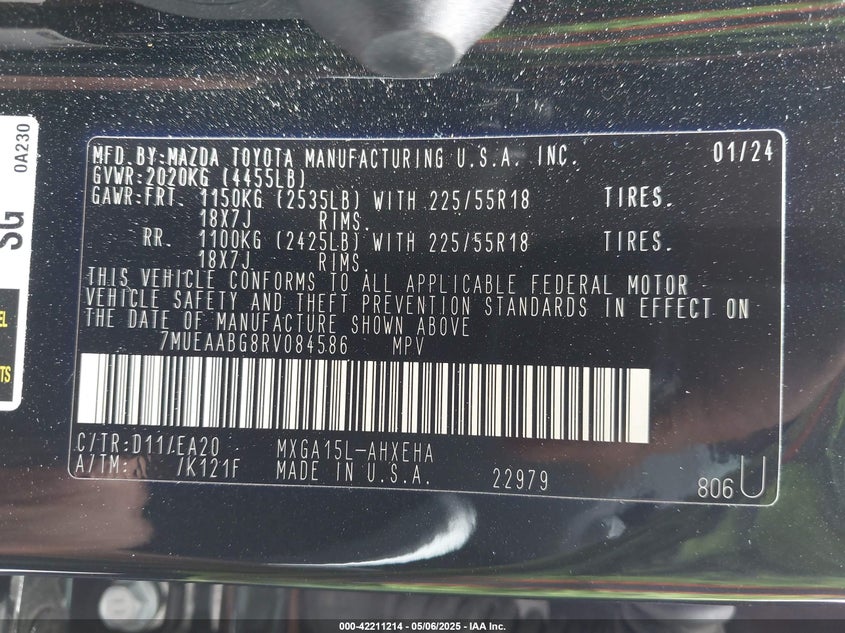 MFD.BY:MAZDA TOYOTA MANUFACTURING U.S.A. INC. 01/24
GVWR:2020KG (4455LB)
GAWR:FRT. 1150KG (2535LB) WITH 225/55R18 TIRES.
18X7J RIMS.
RR. 1100KG (2425LB) WITH 225/55R18 TIRES.
18X7J RIMS.
THIS VEHICLE CONFORMS TO ALL APPLICABLE FEDERAL MOTOR
VEHICLE SAFETY AND THEFT PREVENTION STANDARDS IN EFFECT ON
THE DATE OF MANUFACTURE SHOWN ABOVE
7MUEAABG8RV084586 MPV
C/TR:D11/EA20 MXGA15L-AHXEHA
A/TM: /K121F MADE IN U.S.A. 22979 806 U
0A230
SG
EL
TS
000-42211214 - 05/06/2025 - IAA Inc.